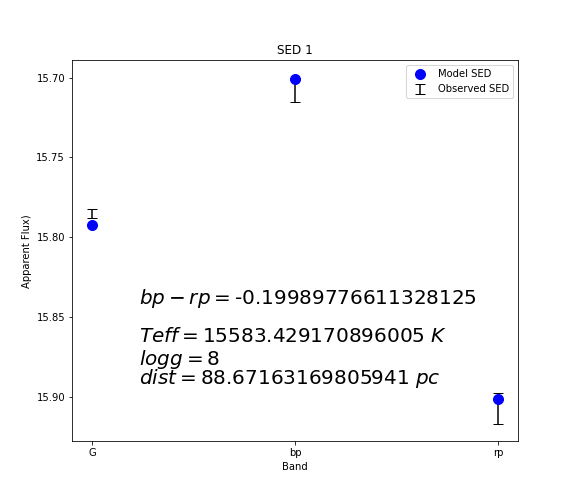 SED 1
Model SED
Observed SED
15.70
15.75
15.80
15.85
15.90
Apparent Flux)
bp − rp = -0.19989776611328125
Teff = 15583.429170896005 K
logg = 8
dist = 88.67163169805941 pc
G bp rp
Band